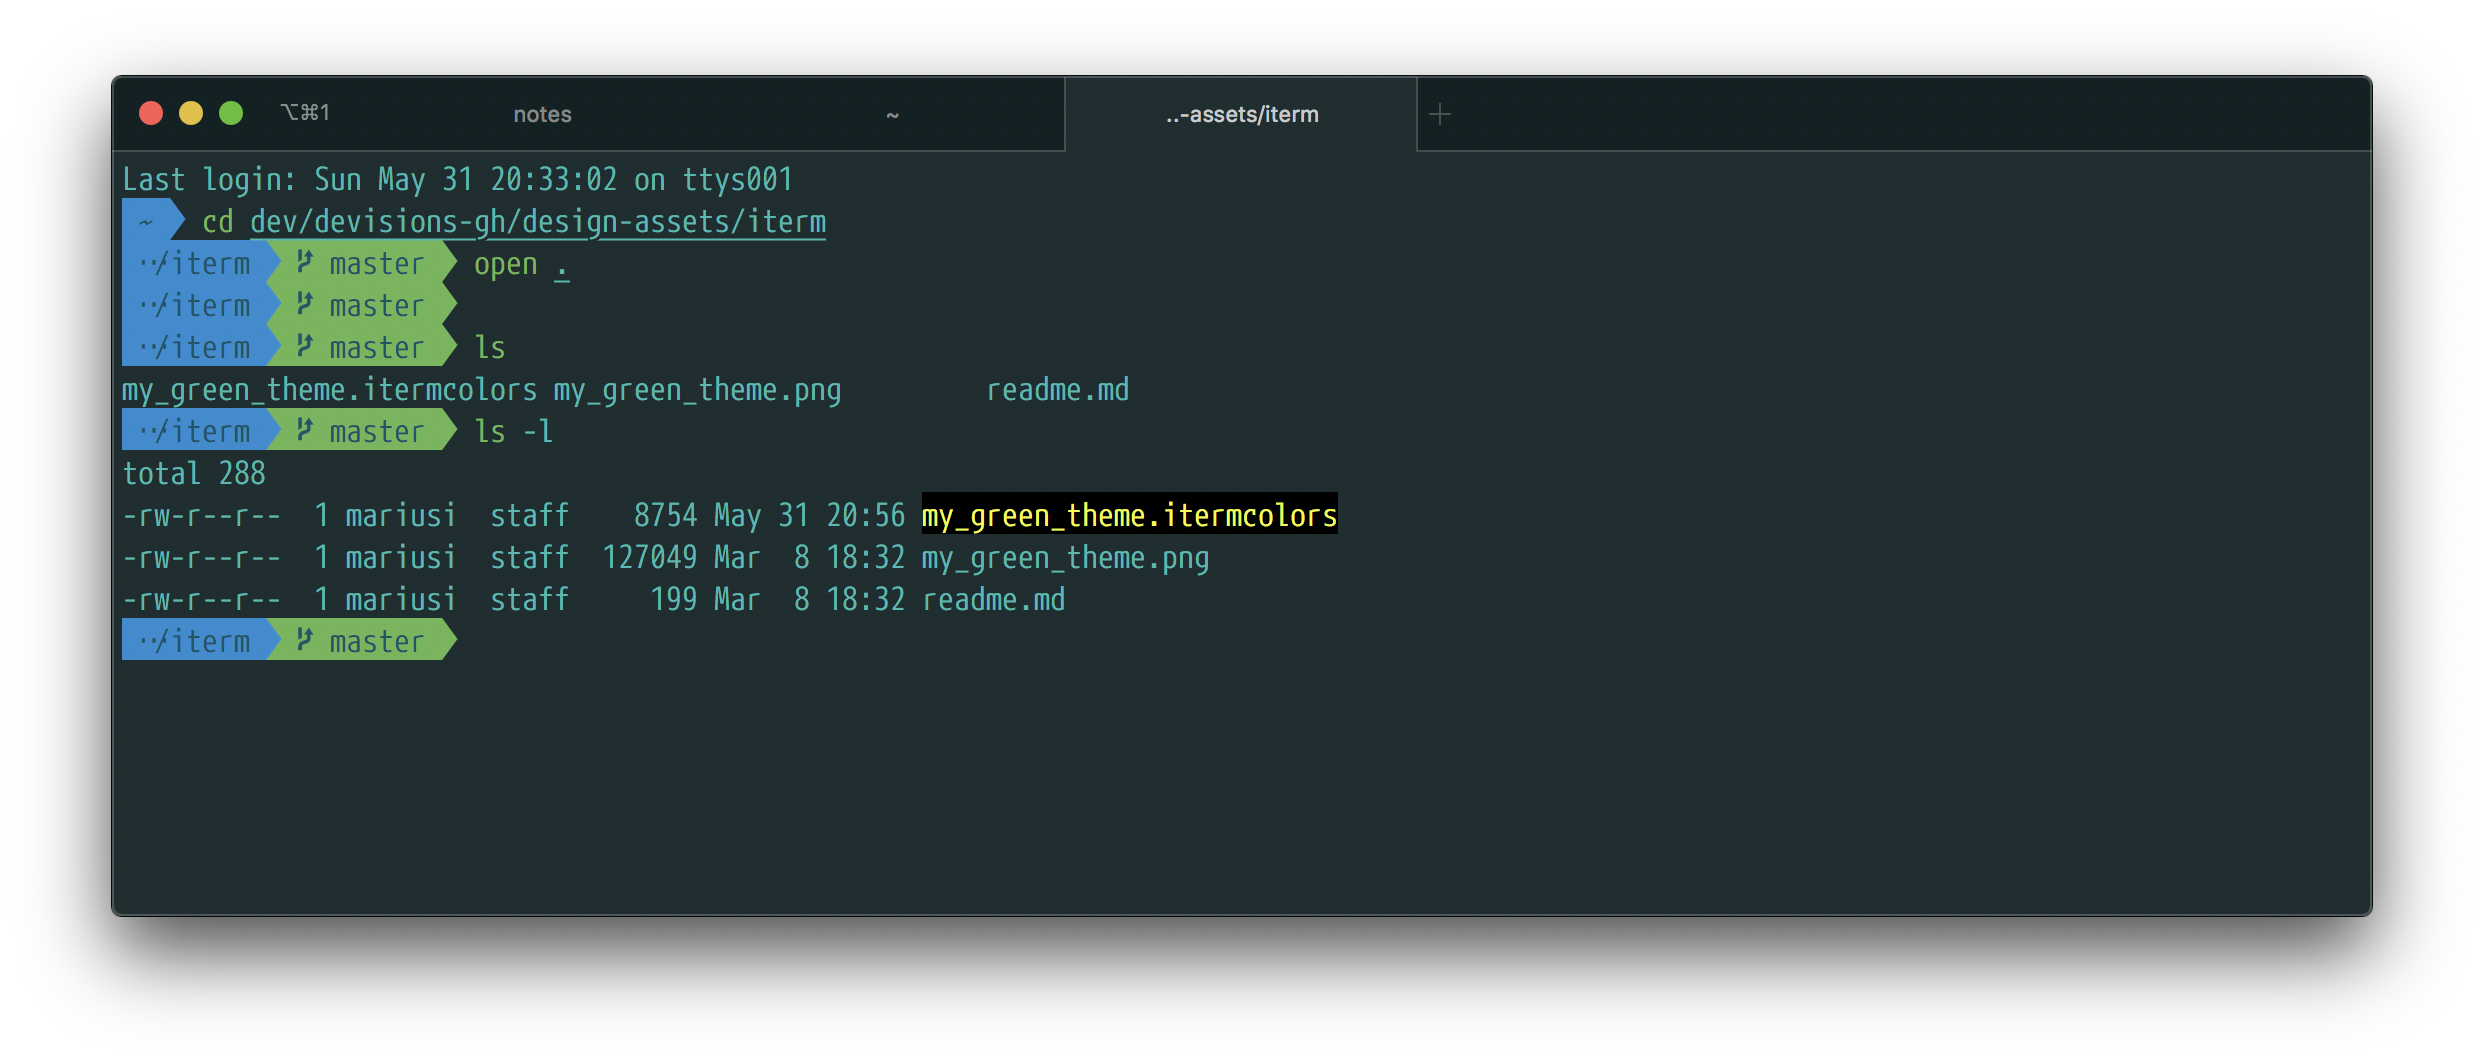 ⌥⌘1 notes ~ ..-assets/iterm +
Last login: Sun May 31 20:33:02 on ttys001
~ cd dev/devisions-gh/design-assets/iterm
../iterm master open .
../iterm master
../iterm master ls
my_green_theme.itermcolors my_green_theme.png readme.md
../iterm master ls -l
total 288
-rw-r--r-- 1 mariusi staff 8754 May 31 20:56 my_green_theme.itermcolors
-rw-r--r-- 1 mariusi staff 127049 Mar 8 18:32 my_green_theme.png
-rw-r--r-- 1 mariusi staff 199 Mar 8 18:32 readme.md
../iterm master